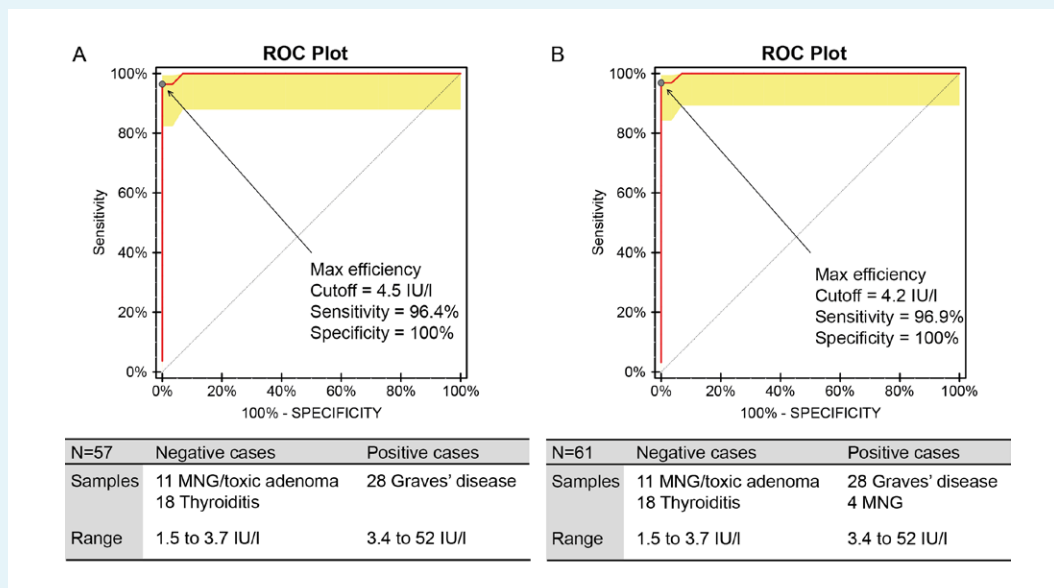 A
ROC Plot
100%
80%
60%
40%
20%
0%
Sensitivity
Max efficiency
Cutoff = 4.5 IU/l
Sensitivity = 96.4%
Specificity = 100%
0% 20% 40% 60% 80% 100%
100% - SPECIFICITY
N=57 Negative cases Positive cases
Samples 11 MNG/toxic adenoma 28 Graves' disease
18 Thyroiditis
Range 1.5 to 3.7 IU/l 3.4 to 52 IU/l
B
ROC Plot
100%
80%
60%
40%
20%
0%
Sensitivity
Max efficiency
Cutoff = 4.2 IU/l
Sensitivity = 96.9%
Specificity = 100%
0% 20% 40% 60% 80% 100%
100% - SPECIFICITY
N=61 Negative cases Positive cases
Samples 11 MNG/toxic adenoma 28 Graves' disease
18 Thyroiditis 4 MNG
Range 1.5 to 3.7 IU/l 3.4 to 52 IU/l